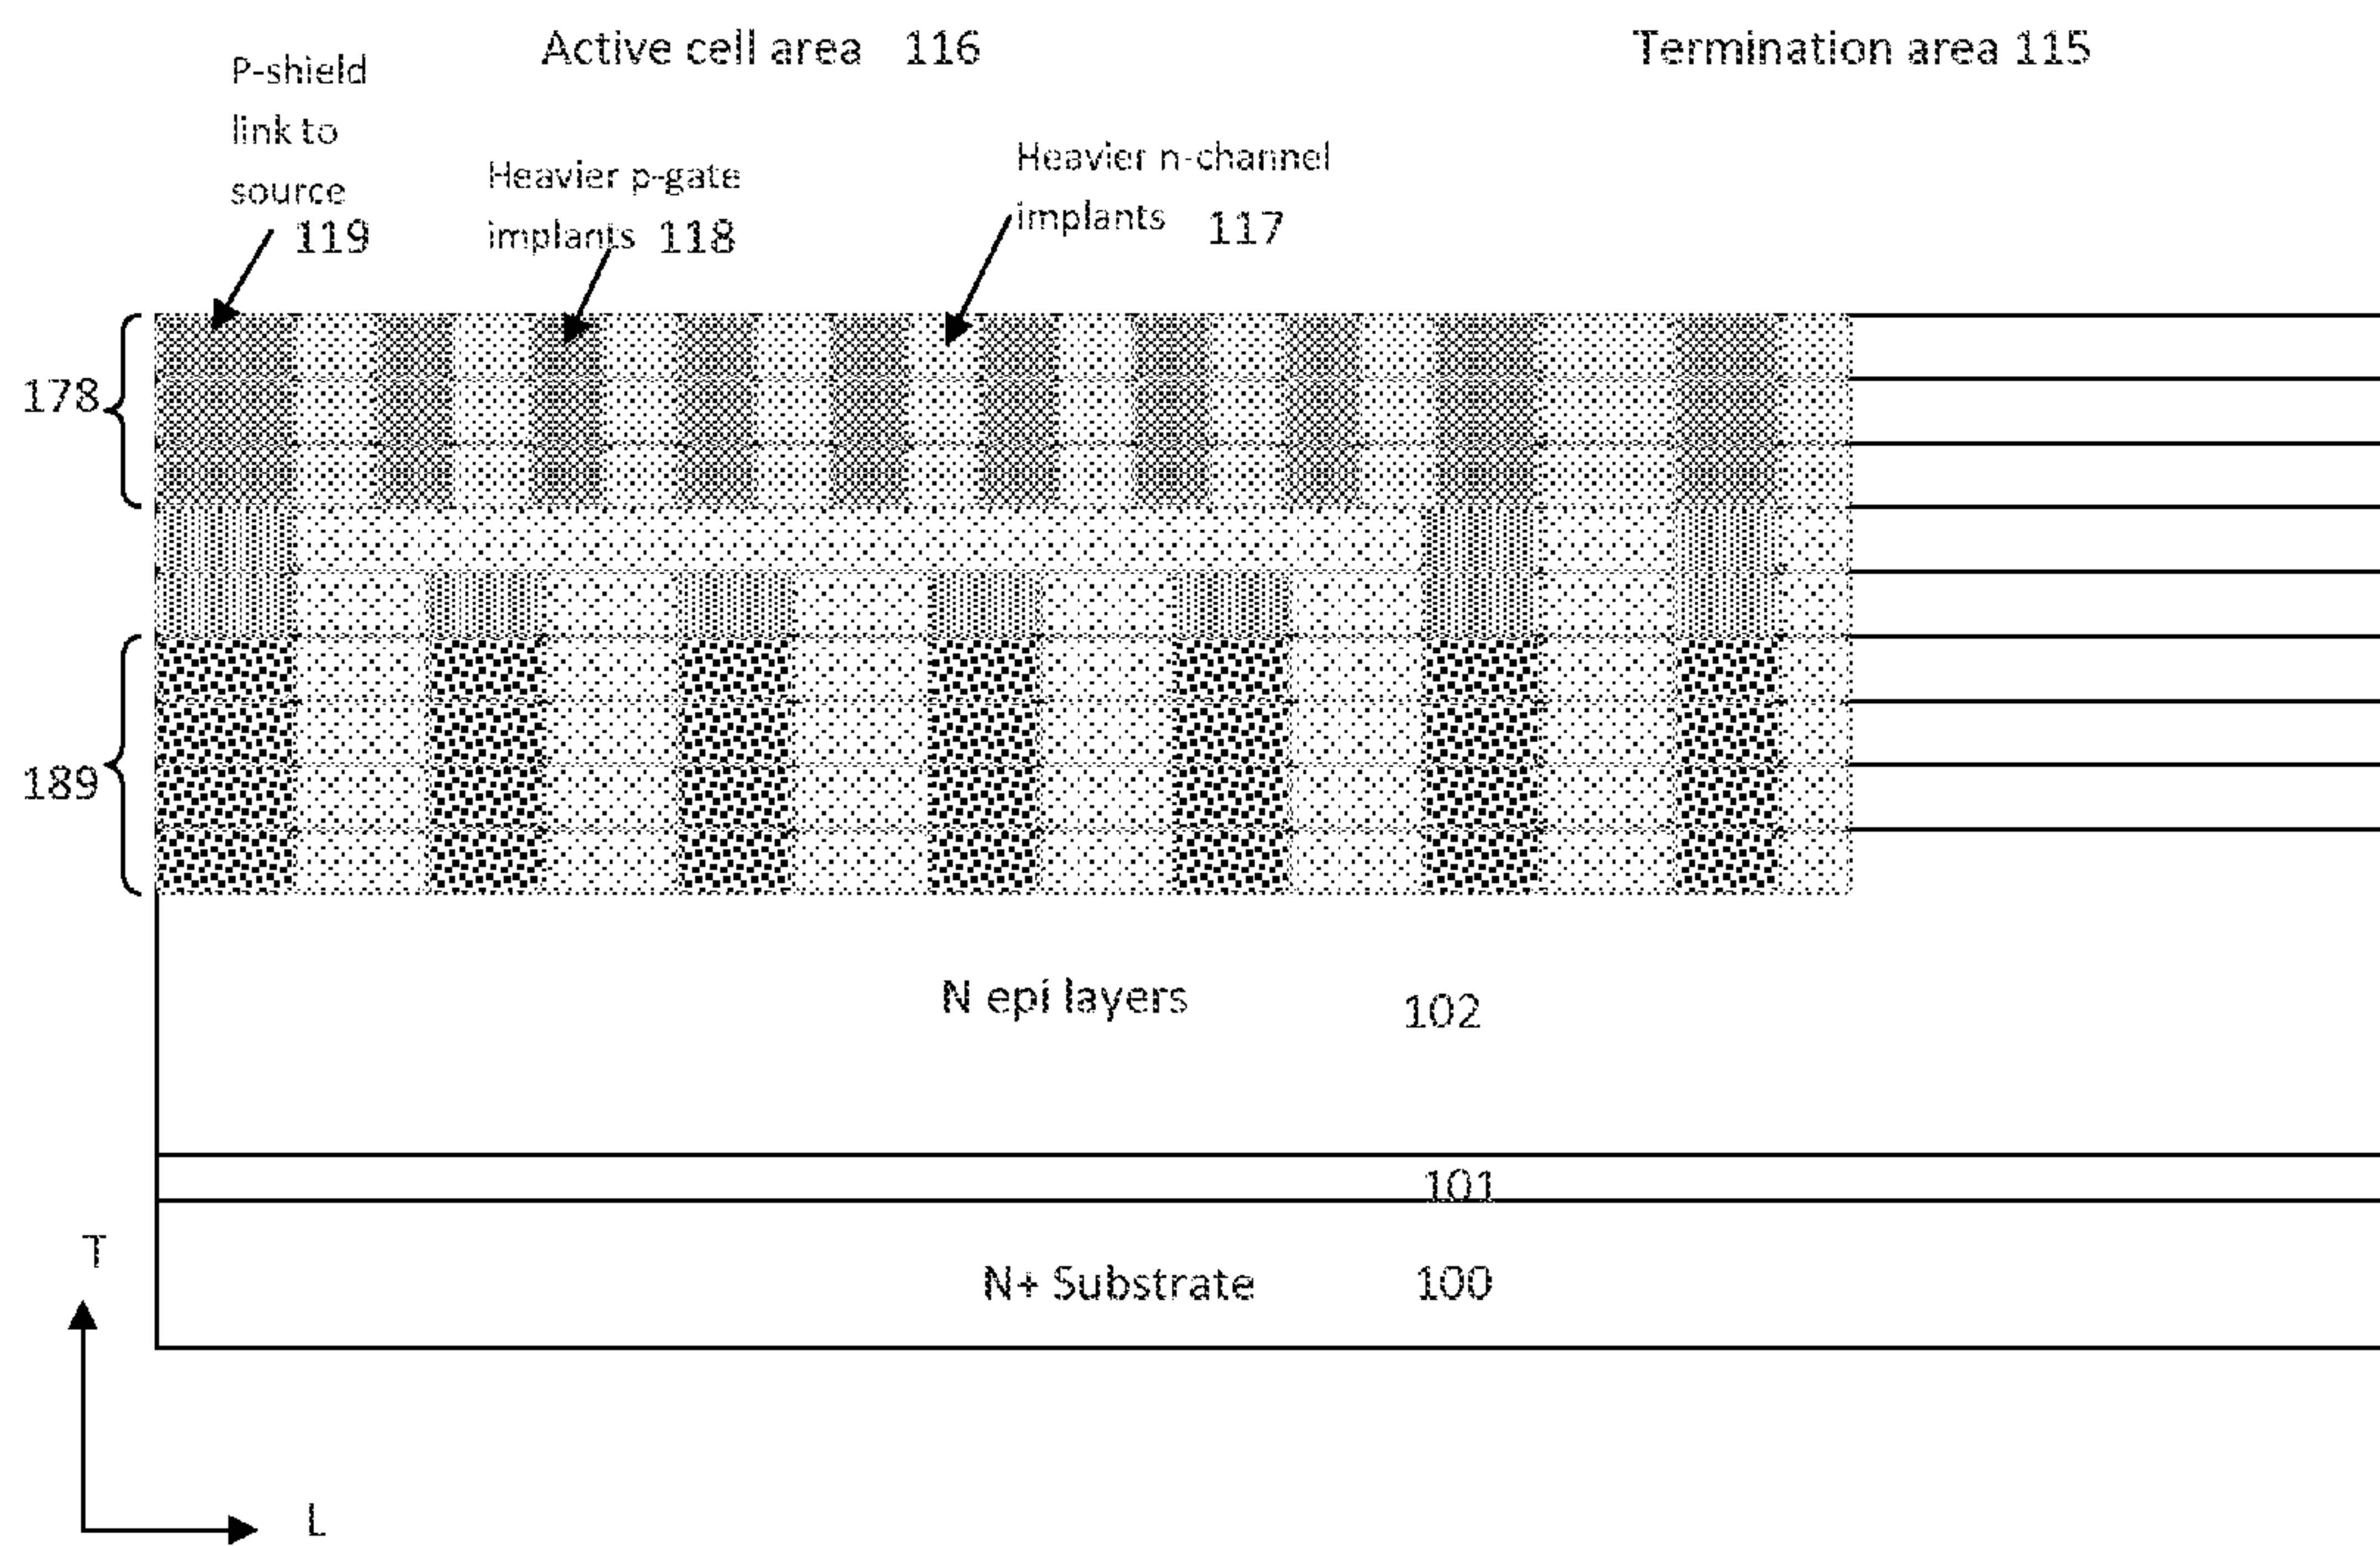 Active cell area 116
Termination area 115
P-shield
link to
source
119
Heavier p-gate
implants 118
Heavier n-channel
implants 117
178
189
N epi layers 102
101
N+ Substrate 100
T
L